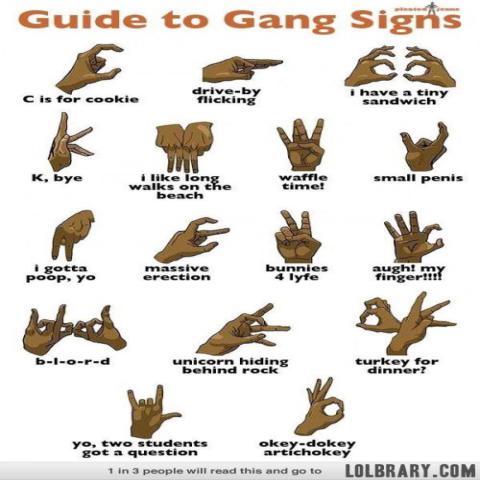 Guide to Gang Signs
pleated jeans
C is for cookie
drive-by
flicking
i have a tiny
sandwich
K, bye
i like long
walks on the
beach
waffle
time!
small penis
i gotta
poop, yo
massive
erection
bunnies
4 lyfe
augh! my
finger!!!!
b-l-o-r-d
unicorn hiding
behind rock
turkey for
dinner?
yo, two students
got a question
okey-dokey
artichokey
1 in 3 people will read this and go to LOLBRARY.COM